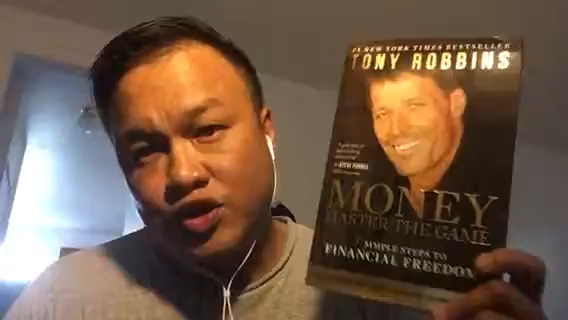 #1 NEW YORK TIMES BESTSELLER
TONY ROBBINS
MONEY
MASTER THE GAME
7 SIMPLE STEPS TO
FINANCIAL FREEDOM